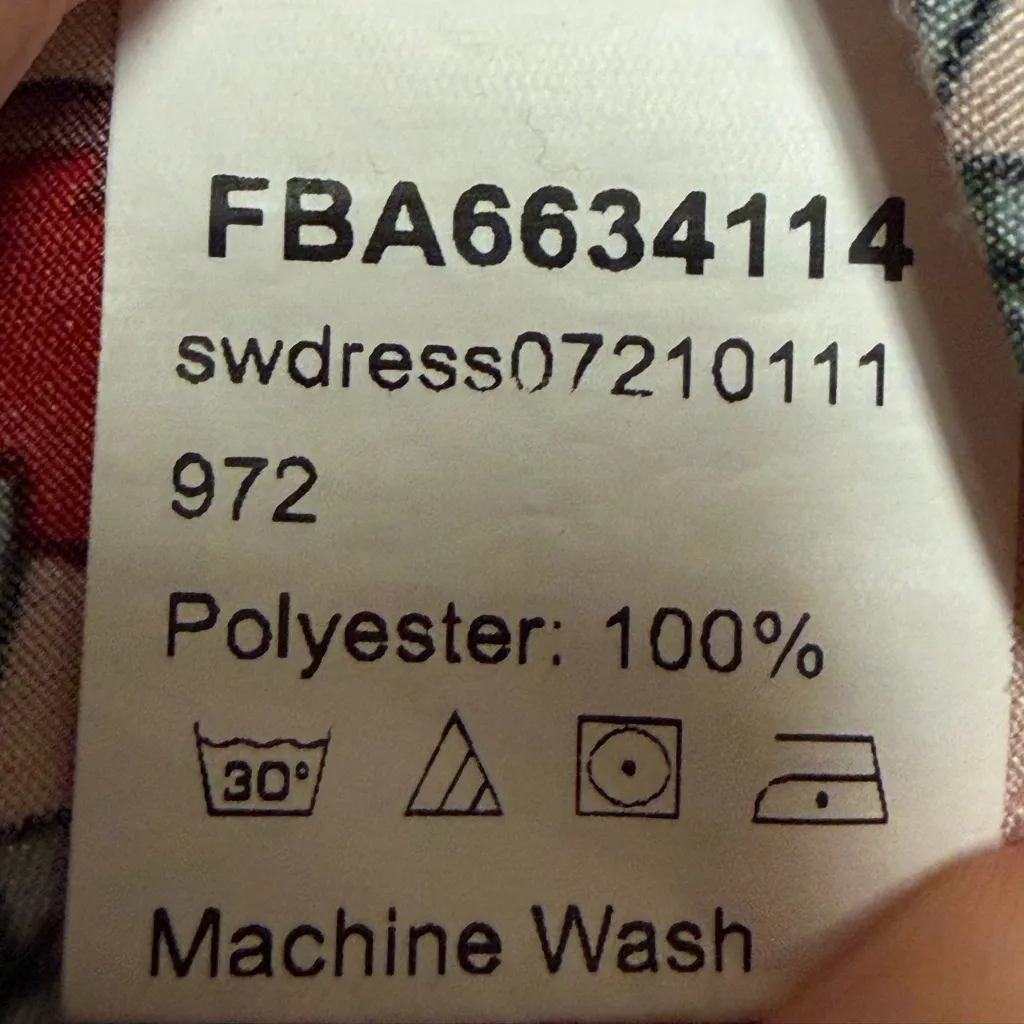 FBA6634114
swdress07210111
972
Polyester: 100%
30°
Machine Wash